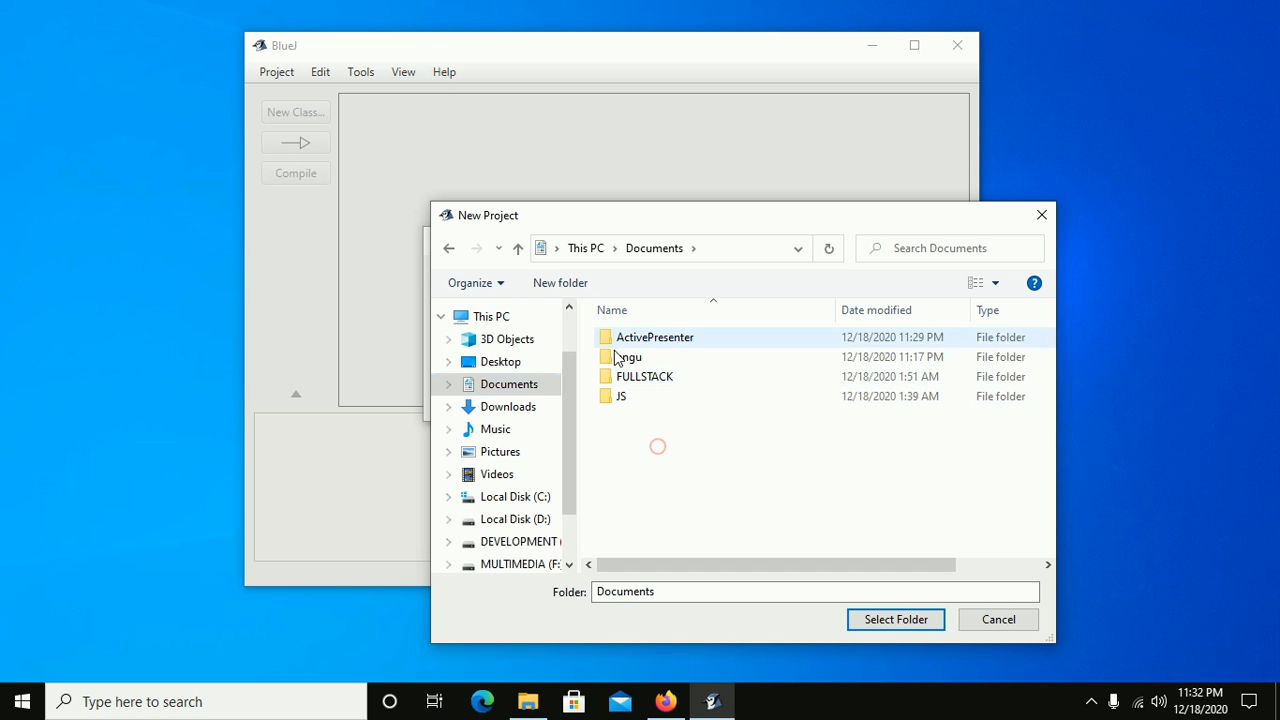 BlueJ
Project Edit Tools View Help
New Class...
Compile
New Project
This PC Documents
Search Documents
Organize New folder
Name Date modified Type
This PC
3D Objects
Desktop
Documents
Downloads
Music
Pictures
Videos
Local Disk (C:)
Local Disk (D:)
DEVELOPMENT (
MULTIMEDIA (F:
ActivePresenter 12/18/2020 11:29 PM File folder
12/18/2020 11:17 PM File folder
FULLSTACK 12/18/2020 1:51 AM File folder
JS 12/18/2020 1:39 AM File folder
Folder: Documents
Select Folder Cancel
Type here to search
11:32 PM
12/18/2020